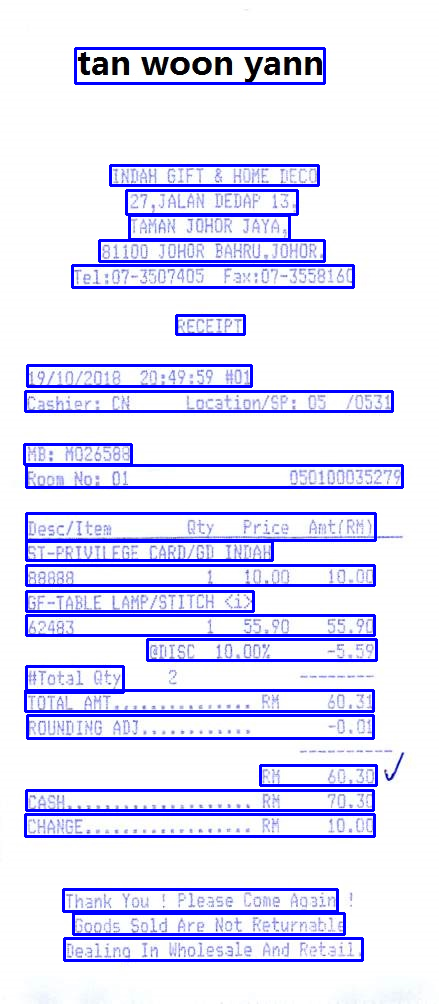 tan woon yann
INDAH GIFT & HOME DECO
27,JALAN DEDAP 13,
TAMAN JOHOR JAYA,
81100 JOHOR BAHRU,JOHOR.
Tel:07-3507405 Fax:07-3558160
RECEIPT
19/10/2018 20:49:59 #01
Cashier: CN Location/SP: 05 /0531
MB: M026588
Room No: 01 050100035279
Desc/Item Qty Price Amt(RM)
ST-PRIVILEGE CARD/GD INDAH
88888 1 10.00 10.00
GF-TABLE LAMP/STITCH <i>
62483 1 55.90 55.90
@DISC 10.00% -5.59
#Total Qty 2 --------
TOTAL AMT............... RM 60.31
ROUNDING ADJ............ -0.01
----------
RM 60.30
CASH.................... RM 70.30
CHANGE.................. RM 10.00
Thank You ! Please Come Again !
Goods Sold Are Not Returnable
Dealing In Wholesale And Retail.